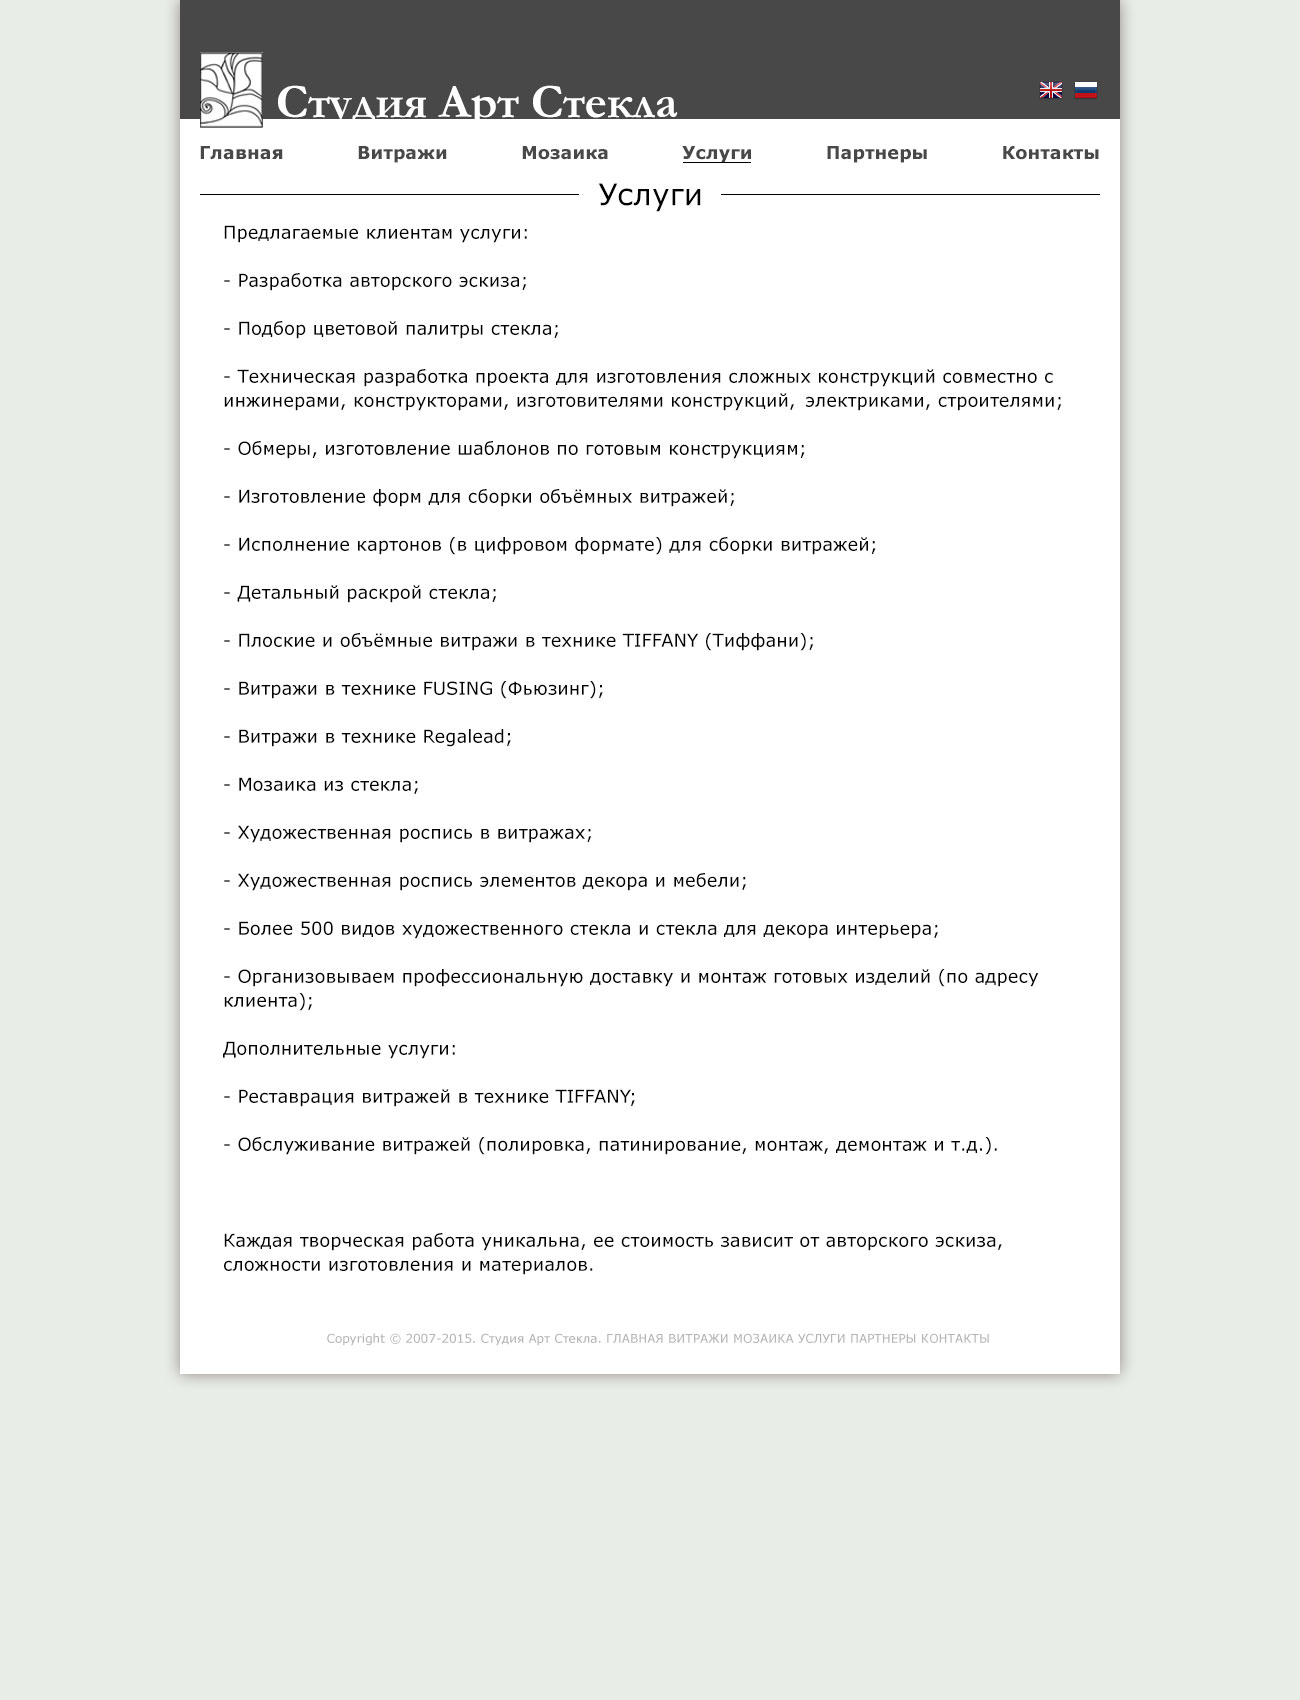 Студия Арт Стекла
Главная Витражи Мозаика Услуги Партнеры Контакты
Услуги
Предлагаемые клиентам услуги:
- Разработка авторского эскиза;
- Подбор цветовой палитры стекла;
- Техническая разработка проекта для изготовления сложных конструкций совместно с
инжинерами, конструкторами, изготовителями конструкций, электриками, строителями;
- Обмеры, изготовление шаблонов по готовым конструкциям;
- Изготовление форм для сборки объёмных витражей;
- Исполнение картонов (в цифровом формате) для сборки витражей;
- Детальный раскрой стекла;
- Плоские и объёмные витражи в технике TIFFANY (Тиффани);
- Витражи в технике FUSING (Фьюзинг);
- Витражи в технике Regalead;
- Мозаика из стекла;
- Художественная роспись в витражах;
- Художественная роспись элементов декора и мебели;
- Более 500 видов художественного стекла и стекла для декора интерьера;
- Организовываем профессиональную доставку и монтаж готовых изделий (по адресу
клиента);
Дополнительные услуги:
- Реставрация витражей в технике TIFFANY;
- Обслуживание витражей (полировка, патинирование, монтаж, демонтаж и т.д.).
Каждая творческая работа уникальна, ее стоимость зависит от авторского эскиза,
сложности изготовления и материалов.
Copyright © 2007-2015. Студия Арт Стекла. ГЛАВНАЯ ВИТРАЖИ МОЗАИКА УСЛУГИ ПАРТНЕРЫ КОНТАКТЫ